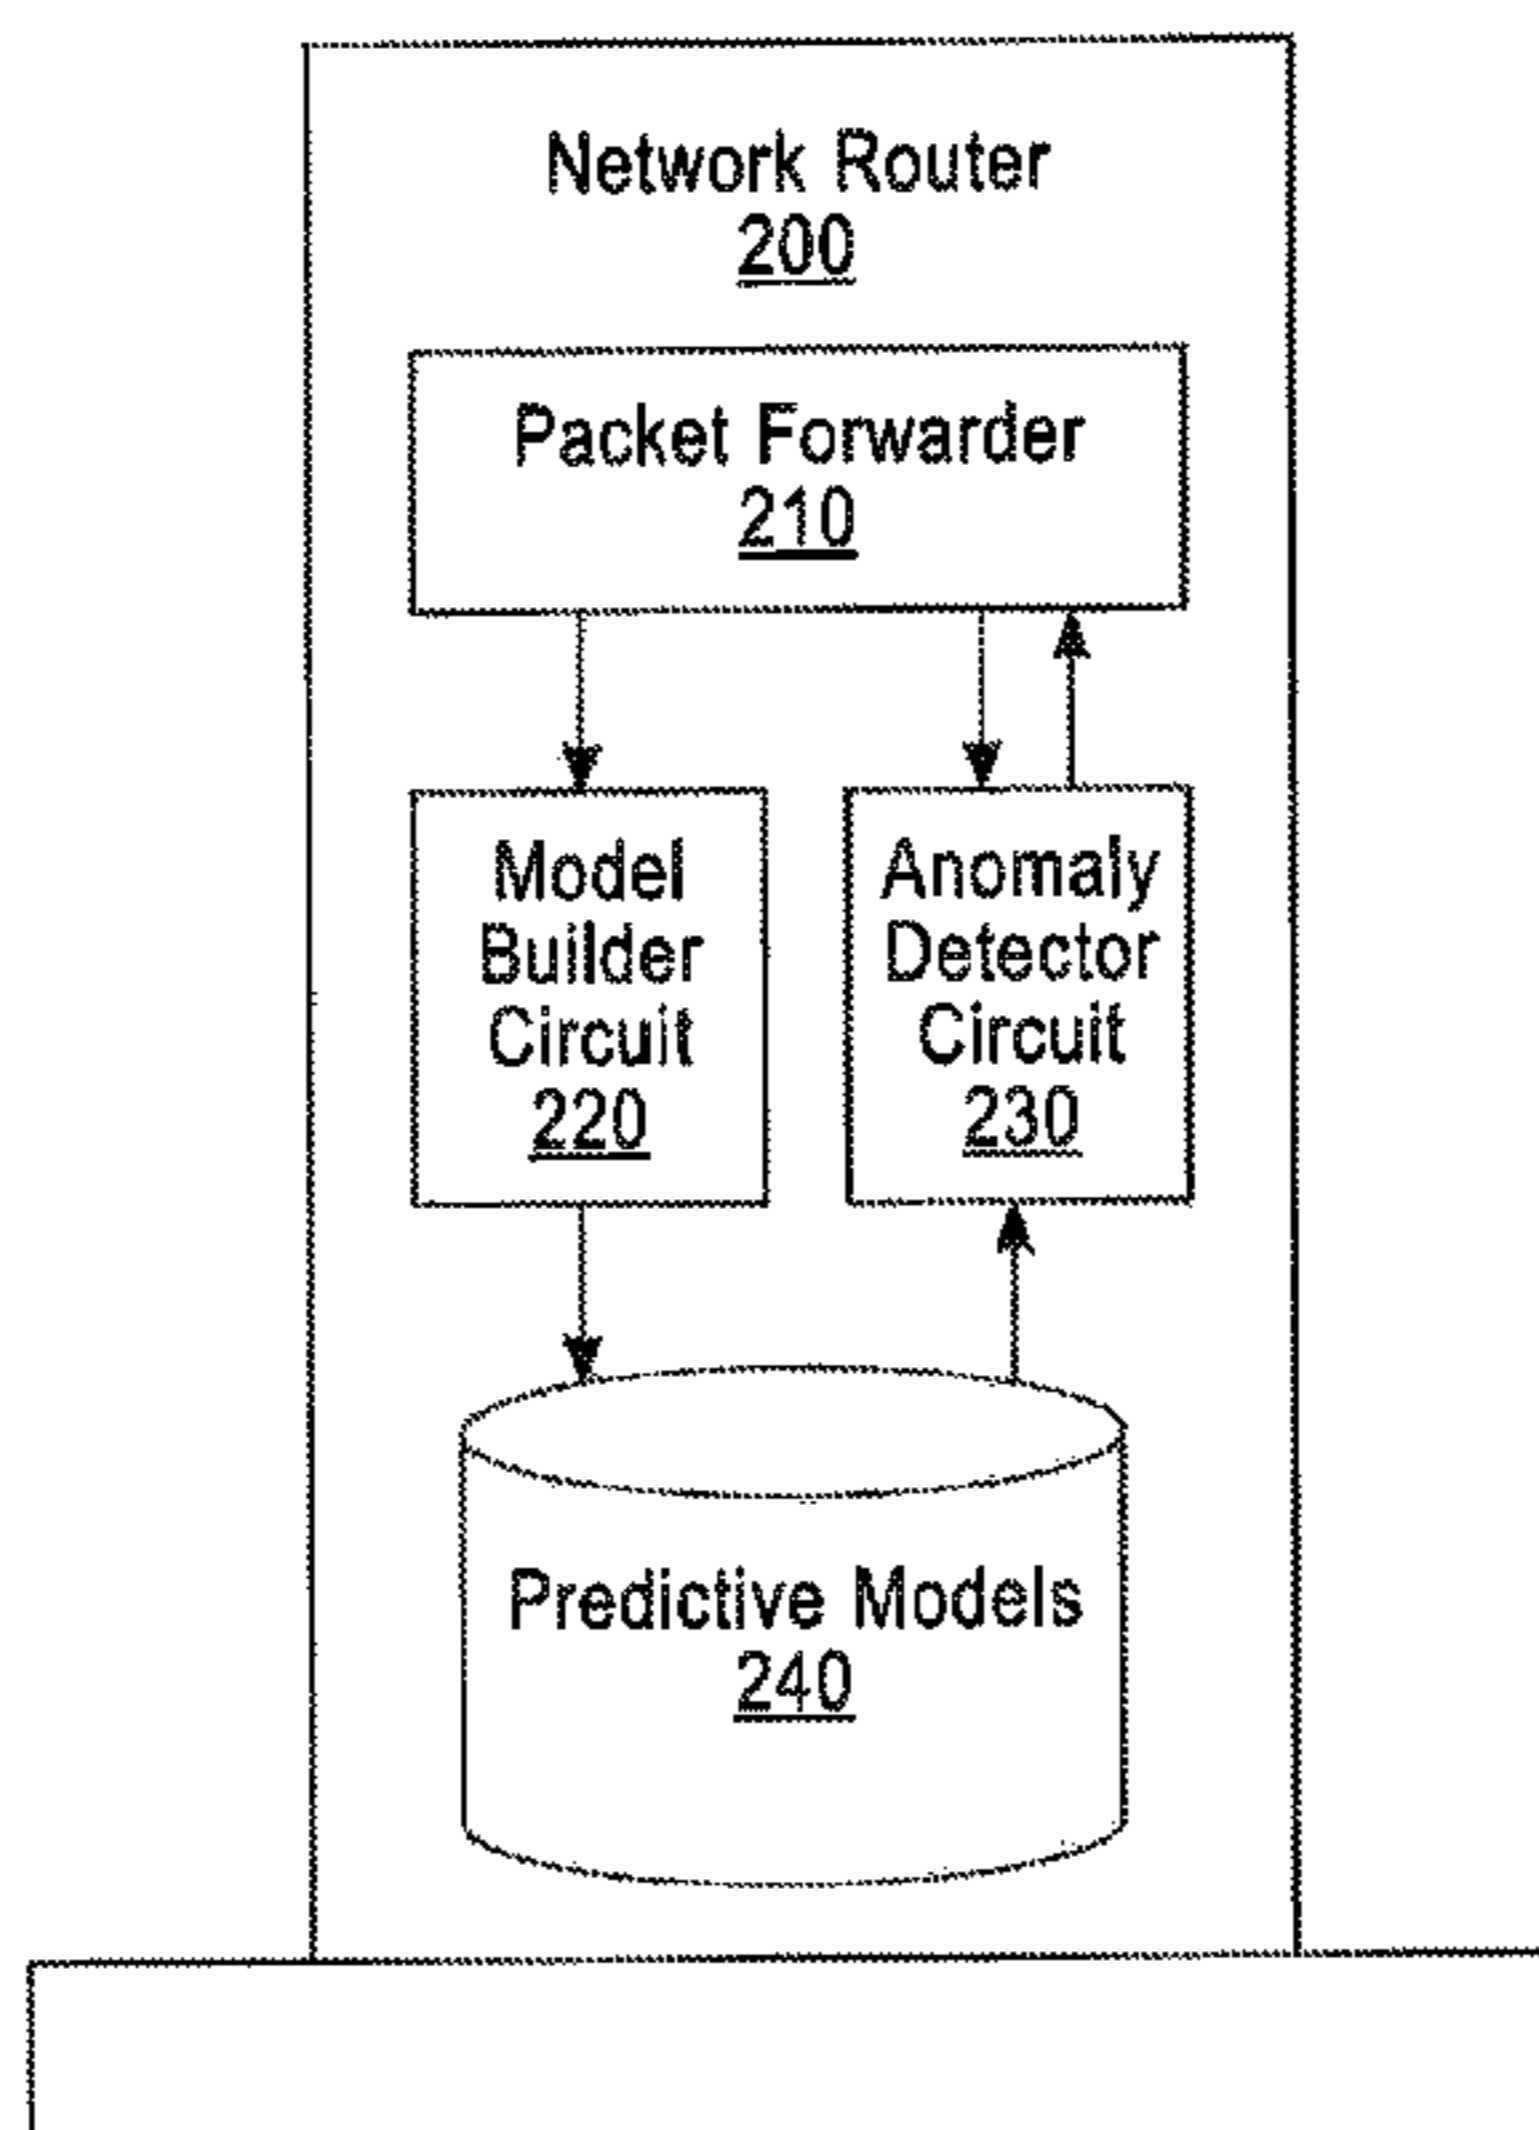 Network Router
200
Packet Forwarder
210
Model
Builder
Circuit
220
Anomaly
Detector
Circuit
230
Predictive Models
240